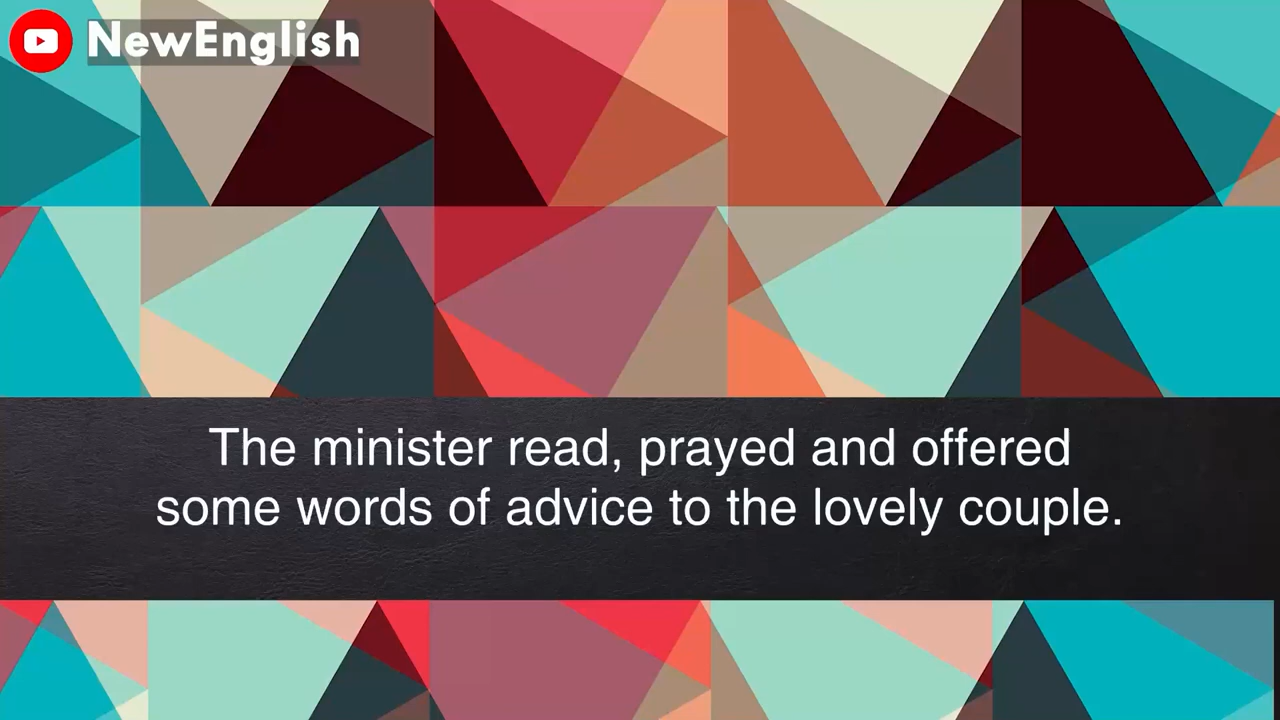 NewEnglish
The minister read, prayed and offered
some words of advice to the lovely couple.